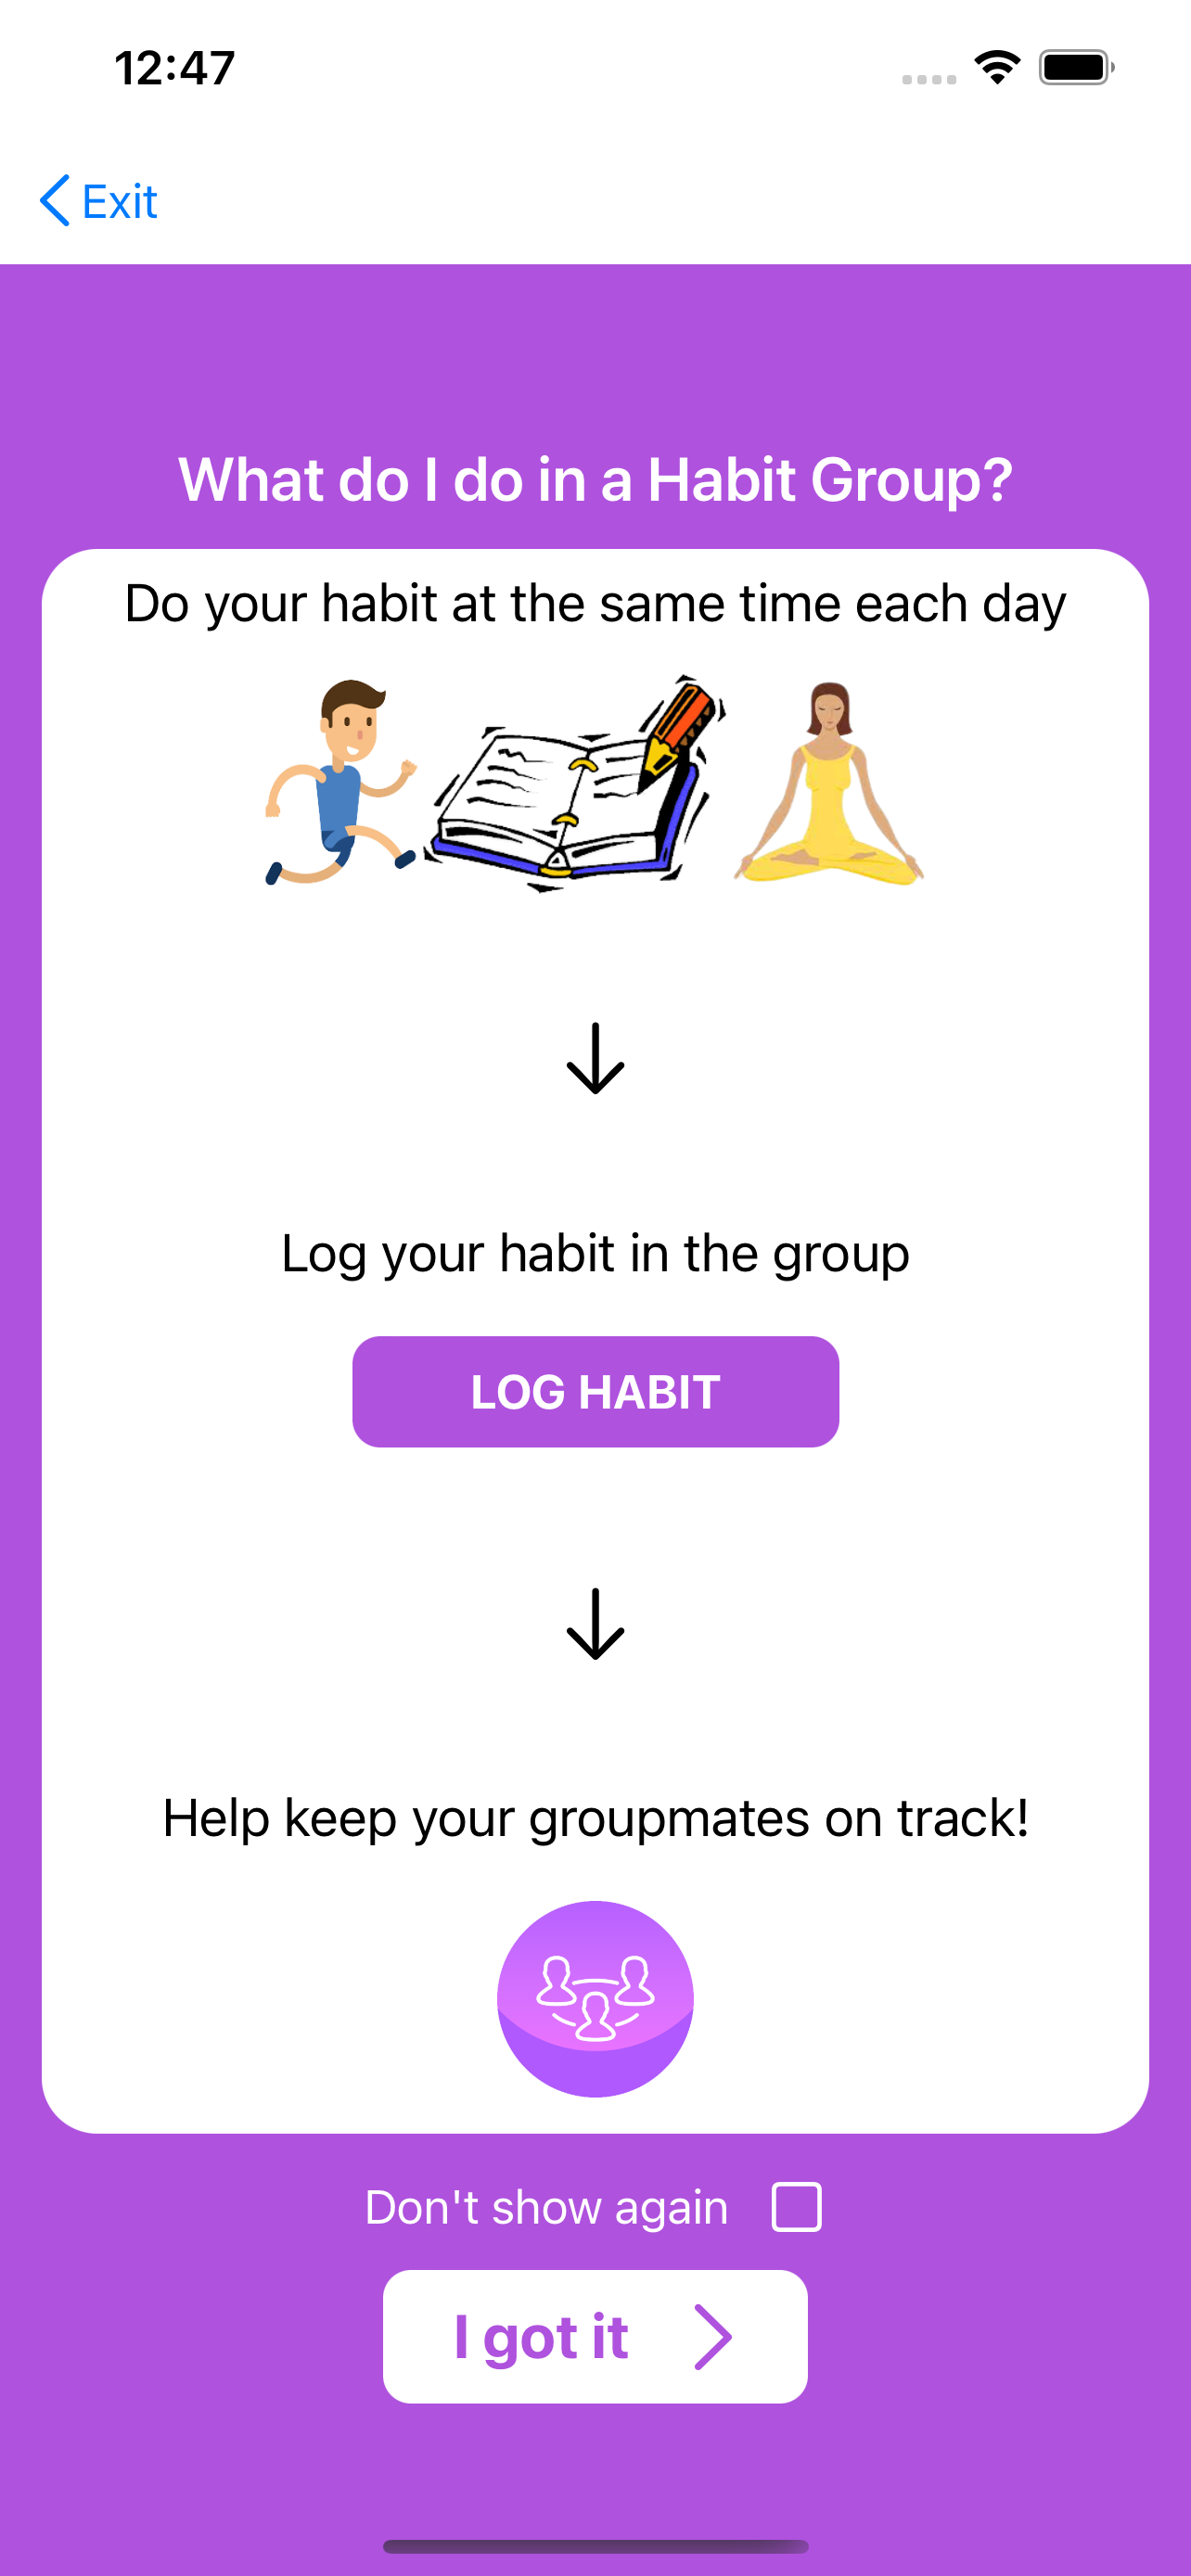 12:47
Exit
What do I do in a Habit Group?
Do your habit at the same time each day
Log your habit in the group
LOG HABIT
Help keep your groupmates on track!
Don't show again
I got it